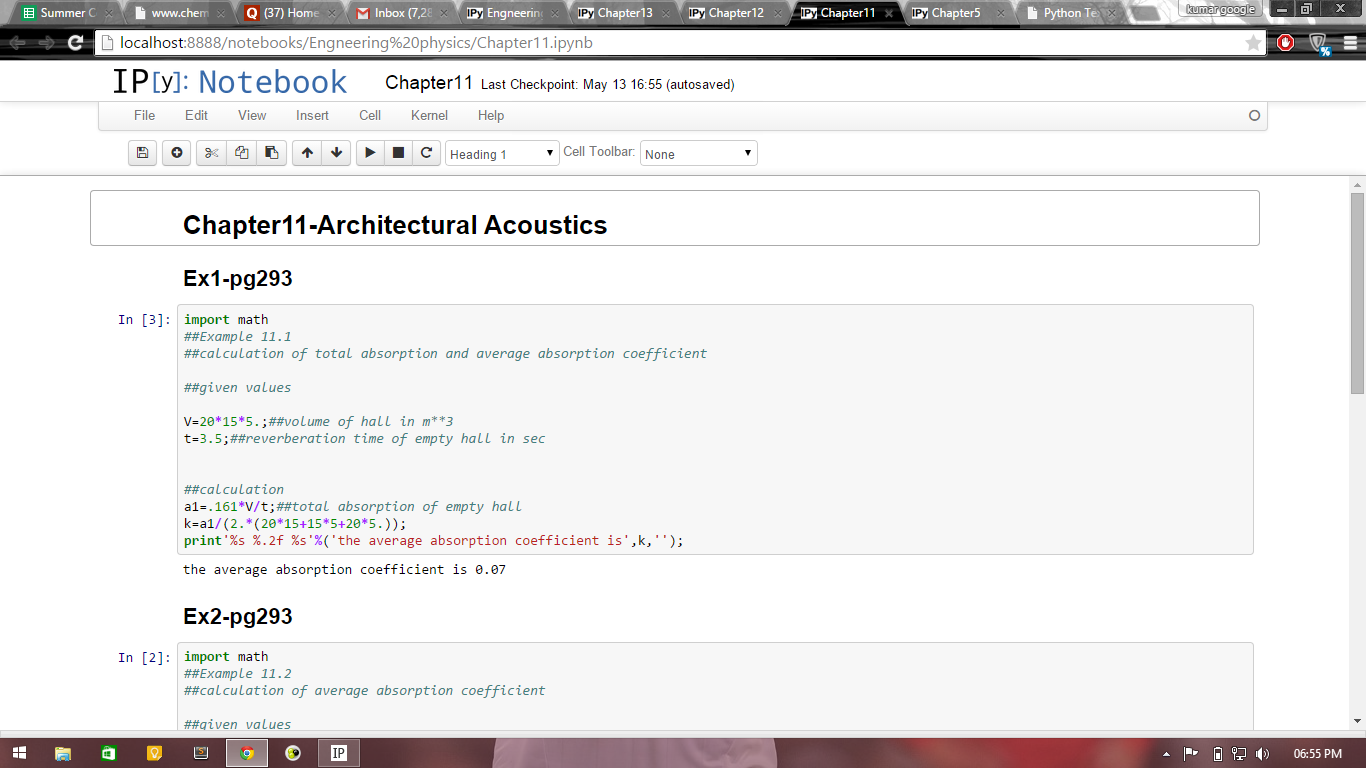 Summer C
www.chem
(37) Home
Inbox (7,28
IPy Engineerin
IPy Chapter13
IPy Chapter12
IPy Chapter11
IPy Chapter5
Python Te
kumar google
localhost:8888/notebooks/Engneering%20physics/Chapter11.ipynb
IP[y]: Notebook
Chapter11 Last Checkpoint: May 13 16:55 (autosaved)
File Edit View Insert Cell Kernel Help
Heading 1 Cell Toolbar: None
Chapter11-Architectural Acoustics
Ex1-pg293
In [3]: import math
##Example 11.1
##calculation of total absorption and average absorption coefficient
##given values
V=20*15*5.;##volume of hall in m**3
t=3.5;##reverberation time of empty hall in sec
##calculation
a1=.161*V/t;##total absorption of empty hall
k=a1/(2.*(20*15+15*5+20*5.));
print'%s %.2f %s'%('the average absorption coefficient is',k,'');
the average absorption coefficient is 0.07
Ex2-pg293
In [2]: import math
##Example 11.2
##calculation of average absorption coefficient
##given values
IP
06:55 PM